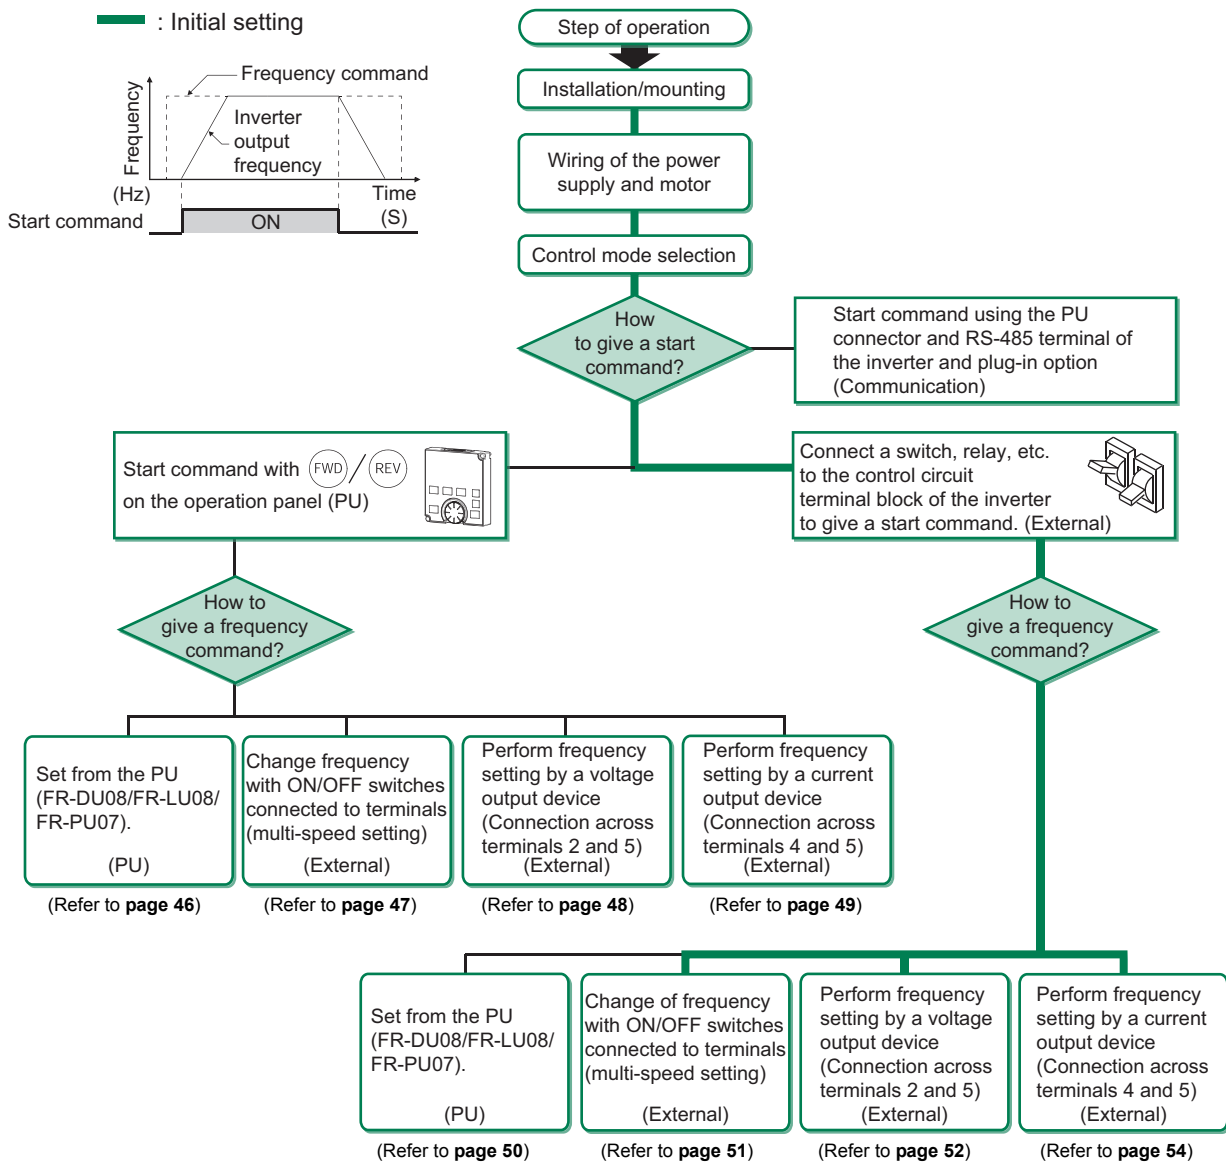 : Initial setting
Step of operation
Frequency command
Frequency
Inverter
output
frequency
(Hz)
Time
(S)
Start command
ON
Installation/mounting
Wiring of the power
supply and motor
Control mode selection
How
to give a start
command?
Start command using the PU
connector and RS-485 terminal of
the inverter and plug-in option
(Communication)
Start command with FWD / REV
on the operation panel (PU)
Connect a switch, relay, etc.
to the control circuit
terminal block of the inverter
to give a start command. (External)
How to
give a frequency
command?
How to
give a frequency
command?
Set from the PU
(FR-DU08/FR-LU08/
FR-PU07).
(PU)
(Refer to page 46)
Change frequency
with ON/OFF switches
connected to terminals
(multi-speed setting)
(External)
(Refer to page 47)
Perform frequency
setting by a voltage
output device
(Connection across
terminals 2 and 5)
(External)
(Refer to page 48)
Perform frequency
setting by a current
output device
(Connection across
terminals 4 and 5)
(External)
(Refer to page 49)
Set from the PU
(FR-DU08/FR-LU08/
FR-PU07).
(PU)
(Refer to page 50)
Change of frequency
with ON/OFF switches
connected to terminals
(multi-speed setting)
(External)
(Refer to page 51)
Perform frequency
setting by a voltage
output device
(Connection across
terminals 2 and 5)
(External)
(Refer to page 52)
Perform frequency
setting by a current
output device
(Connection across
terminals 4 and 5)
(External)
(Refer to page 54)